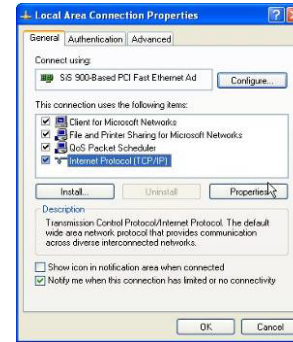 Local Area Connection Properties
General Authentication Advanced
Connect using:
SiS 900-Based PCI Fast Ethernet Ad
Configure...
This connection uses the following items:
Client for Microsoft Networks
File and Printer Sharing for Microsoft Networks
QoS Packet Scheduler
Internet Protocol (TCP/IP)
Install... Uninstall Properties
Description
Transmission Control Protocol/Internet Protocol. The default
wide area network protocol that provides communication
across diverse interconnected networks.
Show icon in notification area when connected
Notify me when this connection has limited or no connectivity
OK Cancel